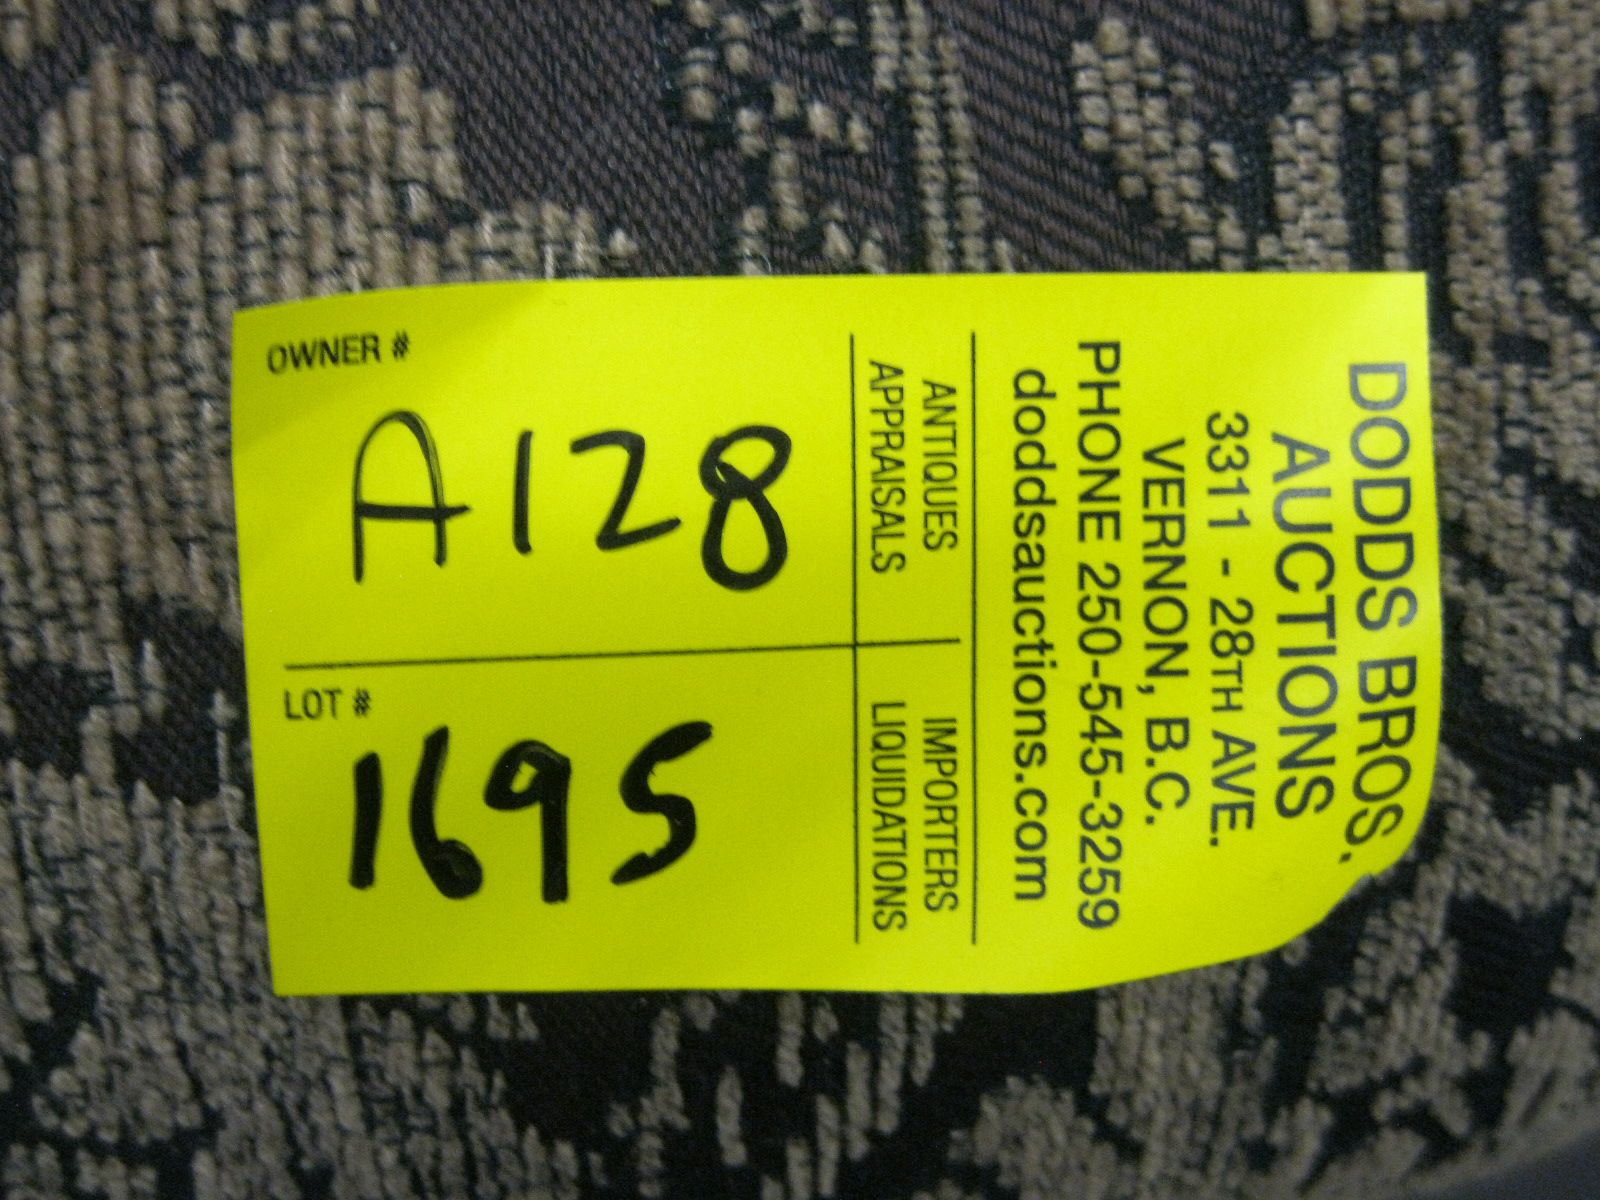 DODDS BROS.
AUCTIONS
3311 - 28TH AVE.
VERNON, B.C.
PHONE 250-545-3259
doddsauctions.com
ANTIQUES
APPRAISALS
IMPORTERS
LIQUIDATIONS
OWNER #
A128
LOT #
1695